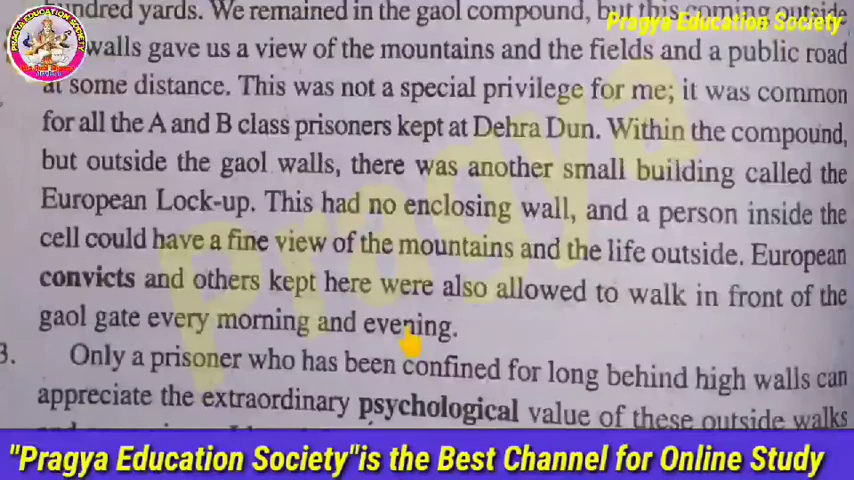 hundred yards. We remained in the gaol compound, but this coming outside
Pragya Education Society
walls gave us a view of the mountains and the fields and a public road
at some distance. This was not a special privilege for me; it was common
for all the A and B class prisoners kept at Dehra Dun. Within the compound,
but outside the gaol walls, there was another small building called the
European Lock-up. This had no enclosing wall, and a person inside the
cell could have a fine view of the mountains and the life outside. European
convicts and others kept here were also allowed to walk in front of the
gaol gate every morning and evening.
3. Only a prisoner who has been confined for long behind high walls can
appreciate the extraordinary psychological value of these outside walks
Pragya
"Pragya Education Society"is the Best Channel for Online Study